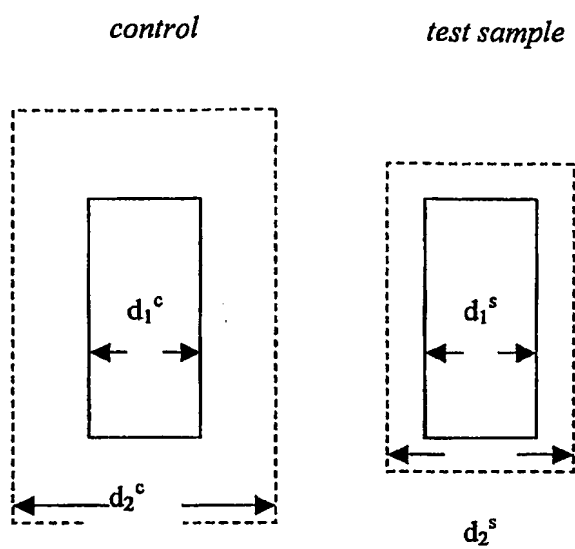 control
test sample
d₁ᶜ
d₁ˢ
d₂ᶜ
d₂ˢ